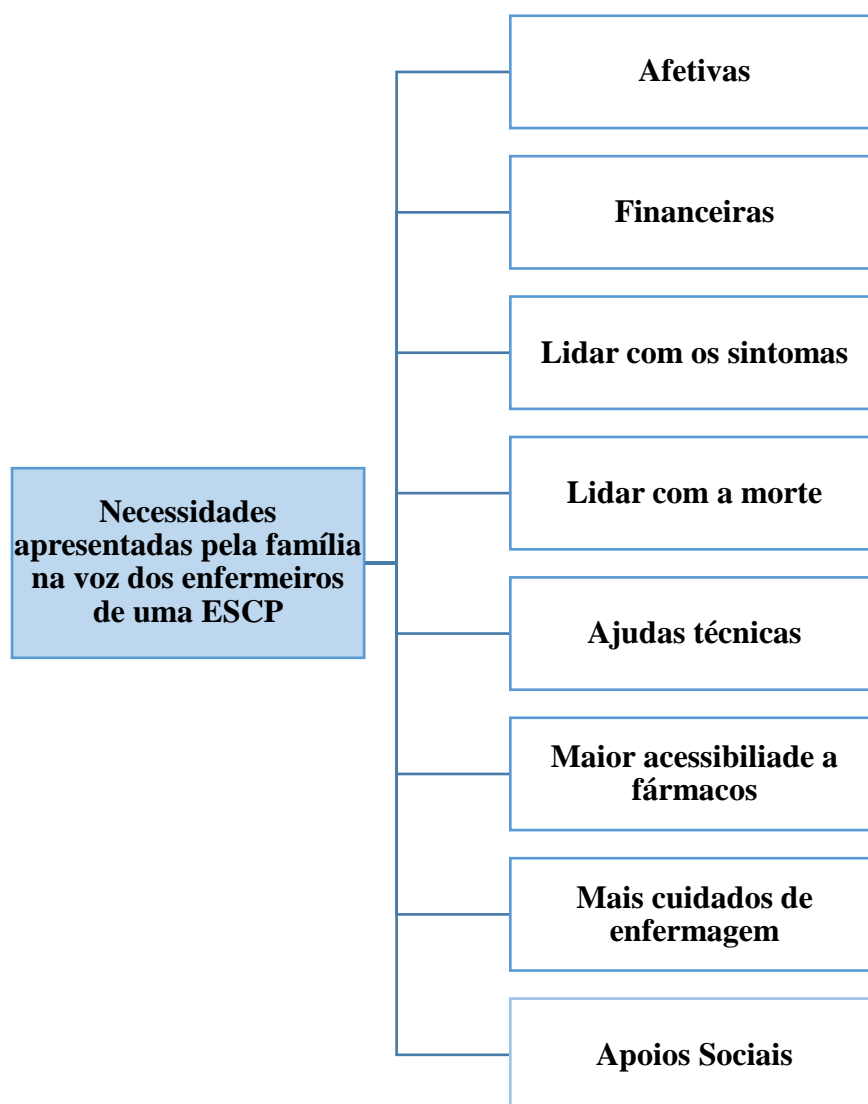 Afetivas
Financeiras
Lidar com os sintomas
Necessidades
apresentadas pela família
na voz dos enfermeiros
de uma ESCP
Lidar com a morte
Ajudas técnicas
Maior acessibiliade a
fármacos
Mais cuidados de
enfermagem
Apoios Sociais